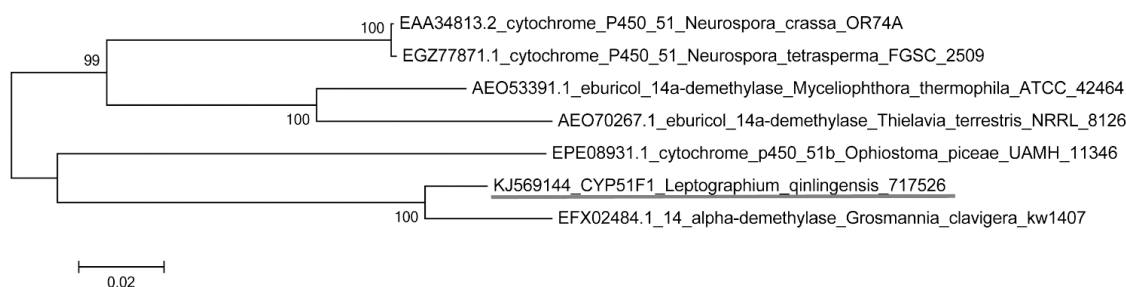 100
EAA34813.2_cytochrome_P450_51_Neurospora_crassa_OR74A
99
EGZ77871.1_cytochrome_P450_51_Neurospora_tetrasperma_FGSC_2509
AEO53391.1_eburicol_14a-demethylase_Myceliophthora_thermophila_ATCC_42464
100
AEO70267.1_eburicol_14a-demethylase_Thielavia_terrestris_NRRL_8126
EPE08931.1_cytochrome_p450_51b_Ophiostoma_piceae_UAMH_11346
KJ569144_CYP51F1_Leptographium_qinlingensis_717526
100
EFX02484.1_14_alpha-demethylase_Grosmannia_clavigera_kw1407
0.02